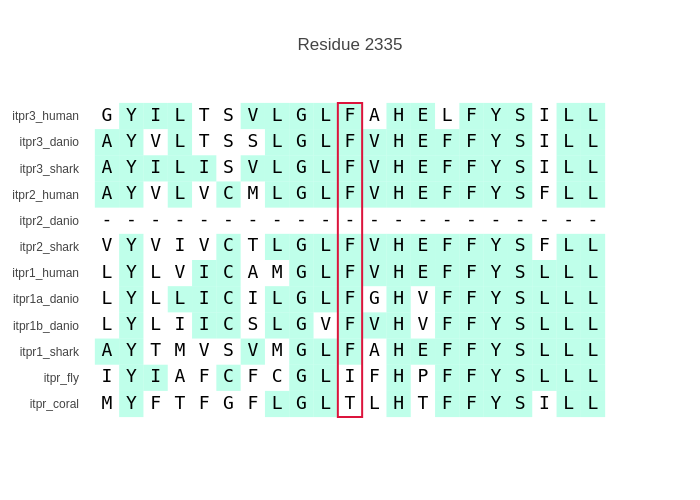 Residue 2335
itpr3_human G Y I L T S V L G L F A H E L F Y S I L L
itpr3_danio A Y V L T S S L G L F V H E F F Y S I L L
itpr3_shark A Y I L I S V L G L F V H E F F Y S I L L
itpr2_human A Y V L V C M L G L F V H E F F Y S F L L
itpr2_danio - - - - - - - - - - - - - - - - - - - - -
itpr2_shark V Y V I V C T L G L F V H E F F Y S F L L
itpr1_human L Y L V I C A M G L F V H E F F Y S L L L
itpr1a_danio L Y L L I C I L G L F G H V F F Y S L L L
itpr1b_danio L Y L I I C S L G V F V H V F F Y S L L L
itpr1_shark A Y T M V S V M G L F A H E F F Y S L L L
itpr_fly I Y I A F C F C G L I F H P F F Y S L L L
itpr_coral M Y F T F G F L G L T L H T F F Y S I L L